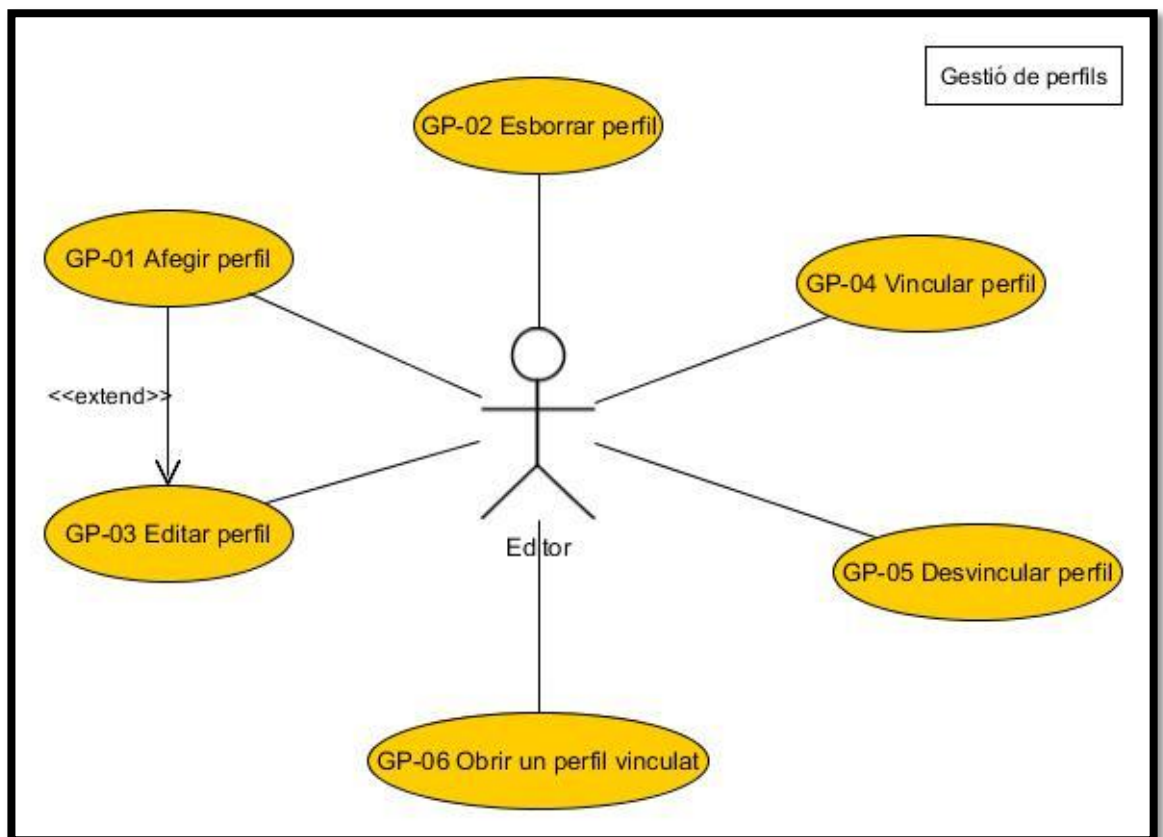 Gestió de perfils
GP-02 Esborrar perfil
GP-01 Afegir perfil
GP-04 Vincular perfil
<<extend>>
GP-03 Editar perfil
Editor
GP-05 Desvincular perfil
GP-06 Obrir un perfil vinculat